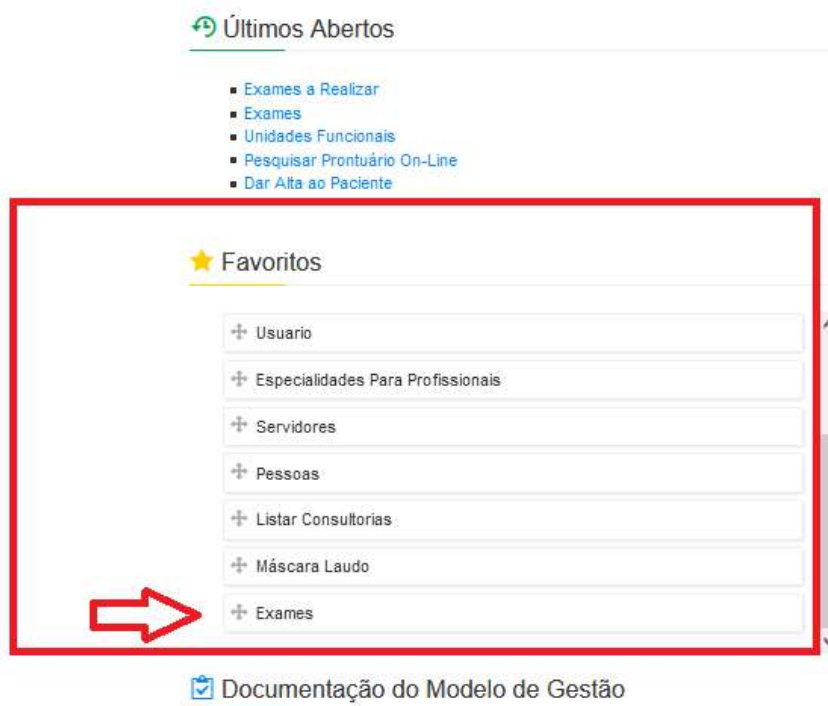 Últimos Abertos
Exames a Realizar
Exames
Unidades Funcionais
Pesquisar Prontuário On-Line
Dar Alta ao Paciente
Favoritos
Usuario
Especialidades Para Profissionais
Servidores
Pessoas
Listar Consultorias
Máscara Laudo
Exames
Documentação do Modelo de Gestão